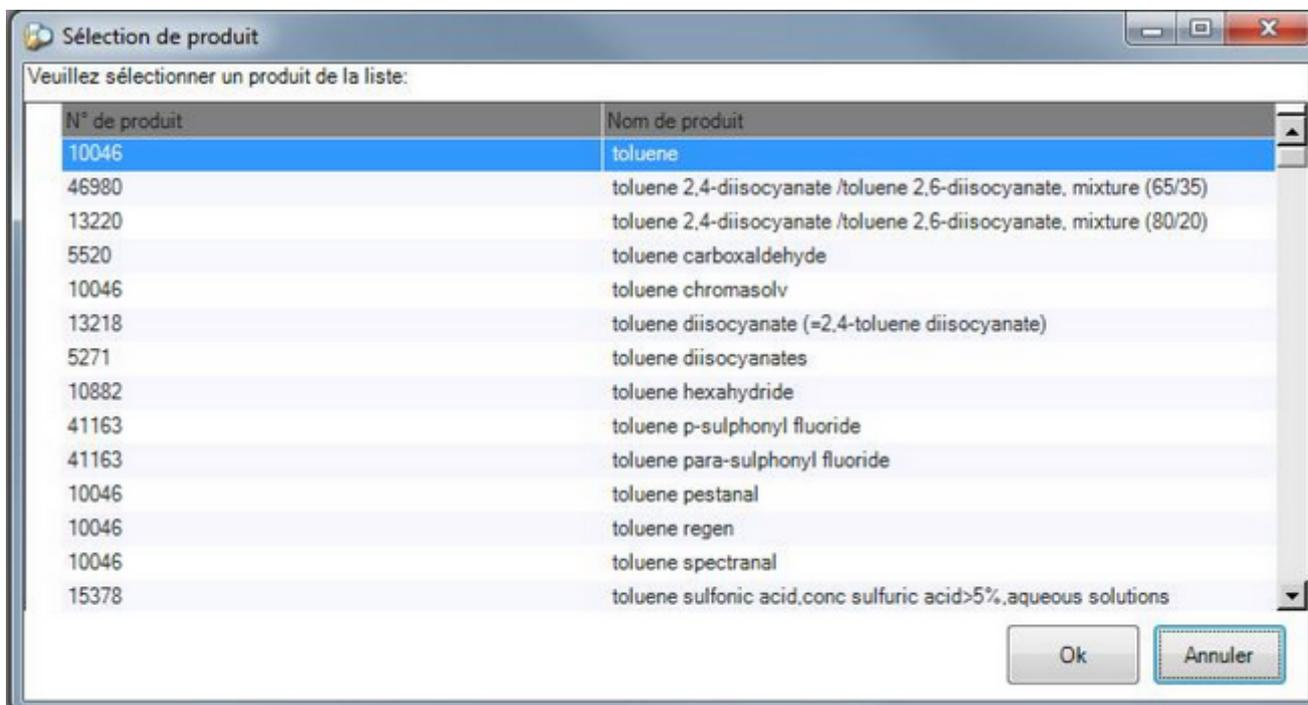 Sélection de produit
Veuillez sélectionner un produit de la liste:
N° de produit Nom de produit
10046 toluene
46980 toluene 2,4-diisocyanate /toluene 2,6-diisocyanate, mixture (65/35)
13220 toluene 2,4-diisocyanate /toluene 2,6-diisocyanate, mixture (80/20)
5520 toluene carboxaldehyde
10046 toluene chromasolv
13218 toluene diisocyanate (=2,4-toluene diisocyanate)
5271 toluene diisocyanates
10882 toluene hexahydride
41163 toluene p-sulphonyl fluoride
41163 toluene para-sulphonyl fluoride
10046 toluene pestanal
10046 toluene regen
10046 toluene spectranal
15378 toluene sulfonic acid,conc sulfuric acid>5%,aqueous solutions
Ok Annuler